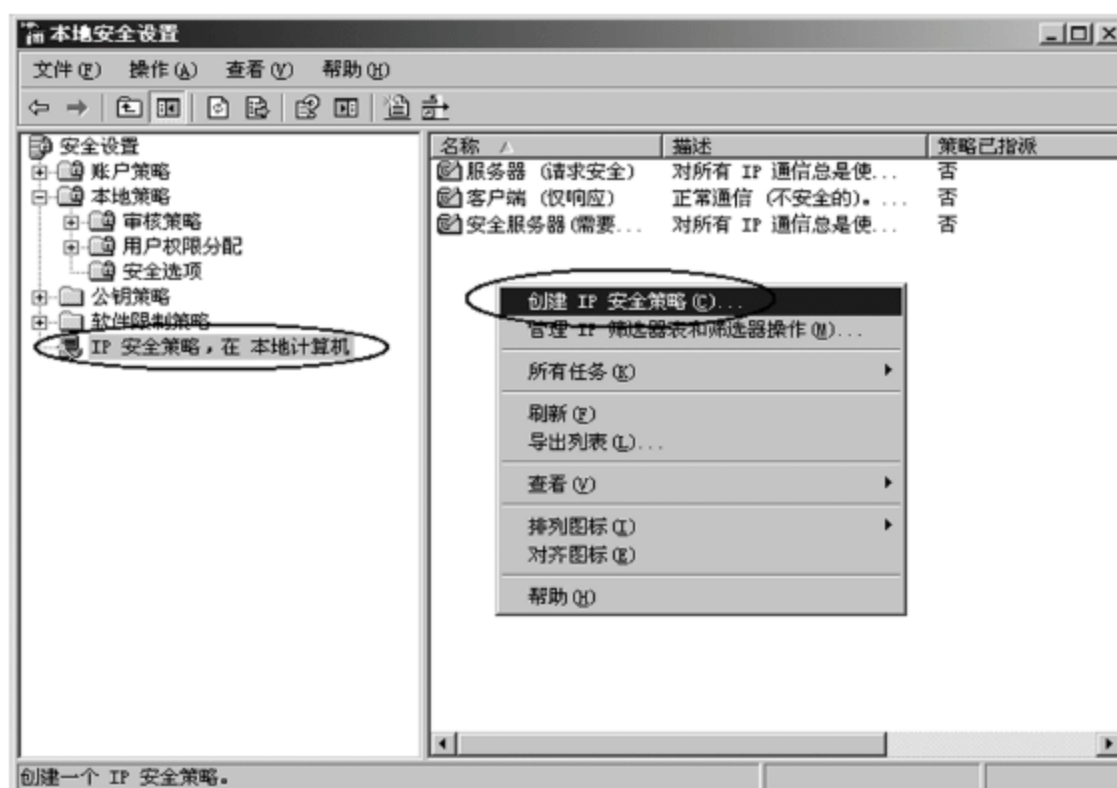 本地安全设置
文件(F) 操作(A) 查看(V) 帮助(H)
安全设置
账户策略
本地策略
审核策略
用户权限分配
安全选项
公钥策略
软件限制策略
IP 安全策略，在 本地计算机
名称 描述 策略已指派
服务器 (请求安全) 对所有 IP 通信总是使... 否
客户端 (仅响应) 正常通信 (不安全的)。... 否
安全服务器(需要... 对所有 IP 通信总是使... 否
创建 IP 安全策略(C)...
管理 IP 筛选器表和筛选器操作(M)...
所有任务(K)
刷新(F)
导出列表(L)...
查看(V)
排列图标(I)
对齐图标(E)
帮助(H)
创建一个 IP 安全策略。